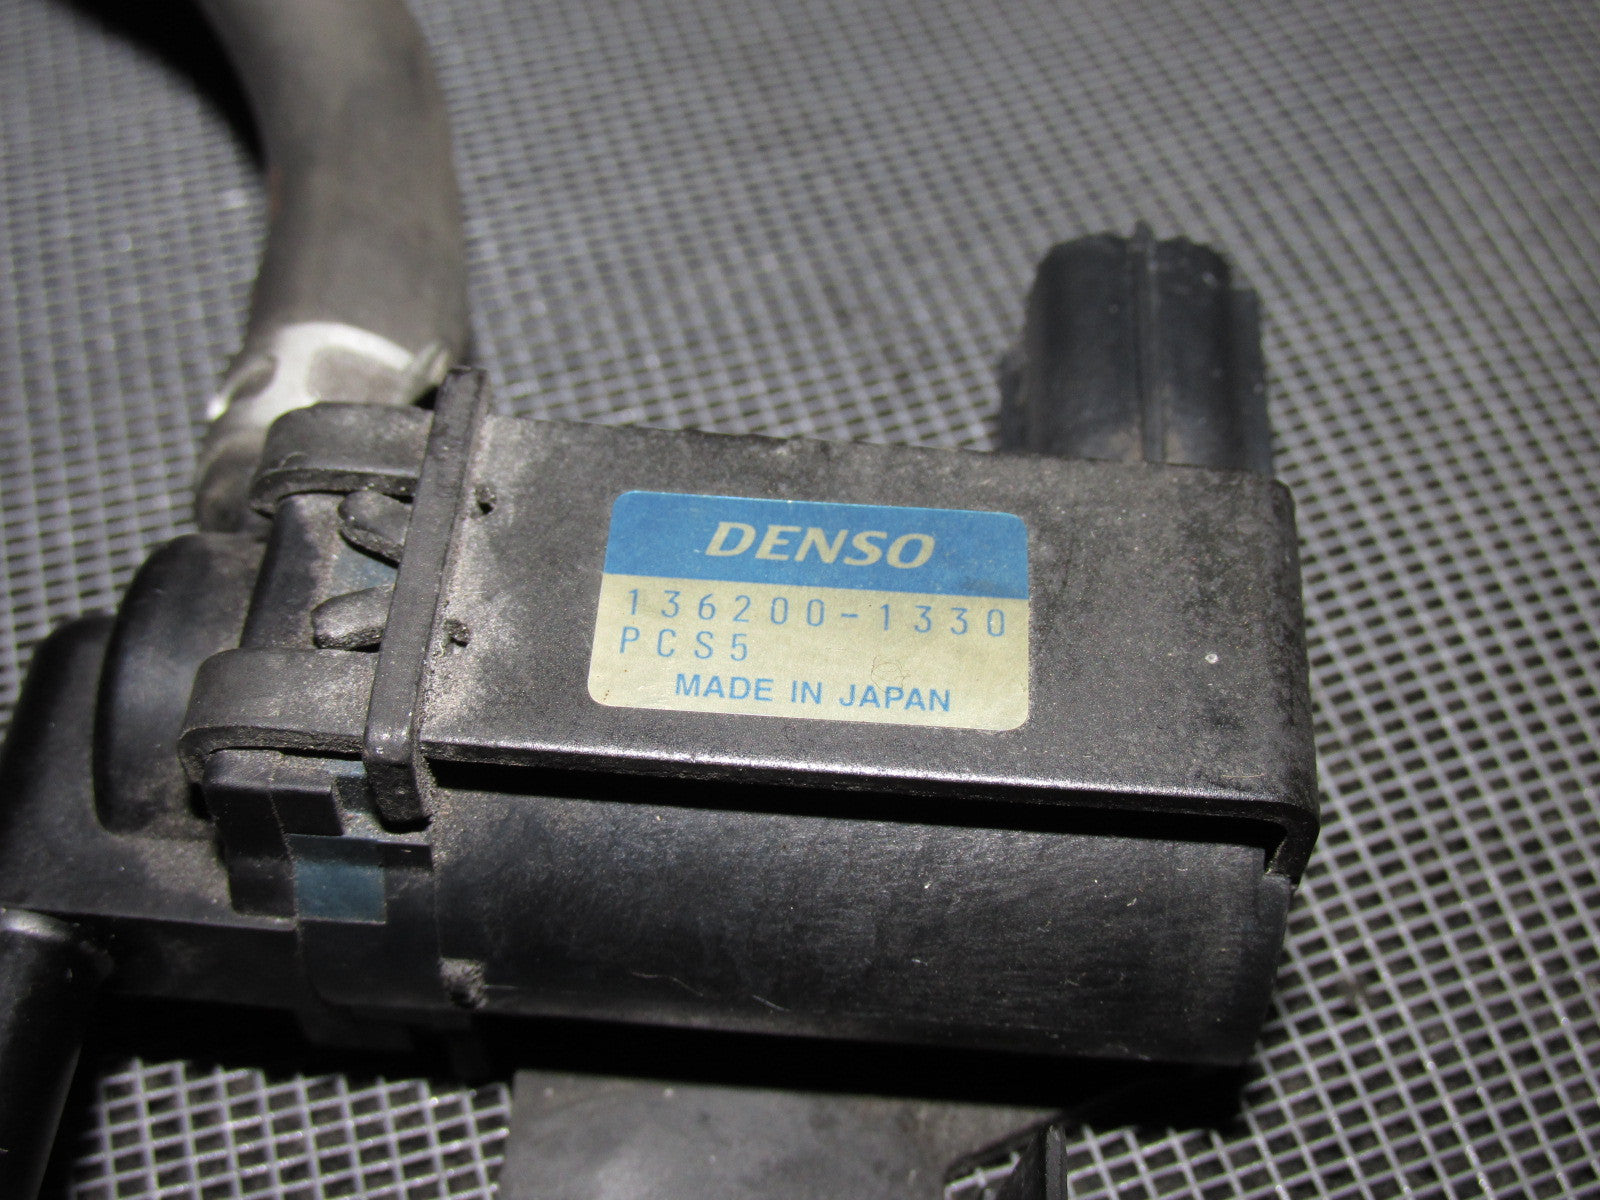 DENSO
136200-1330
PCS5
MADE IN JAPAN